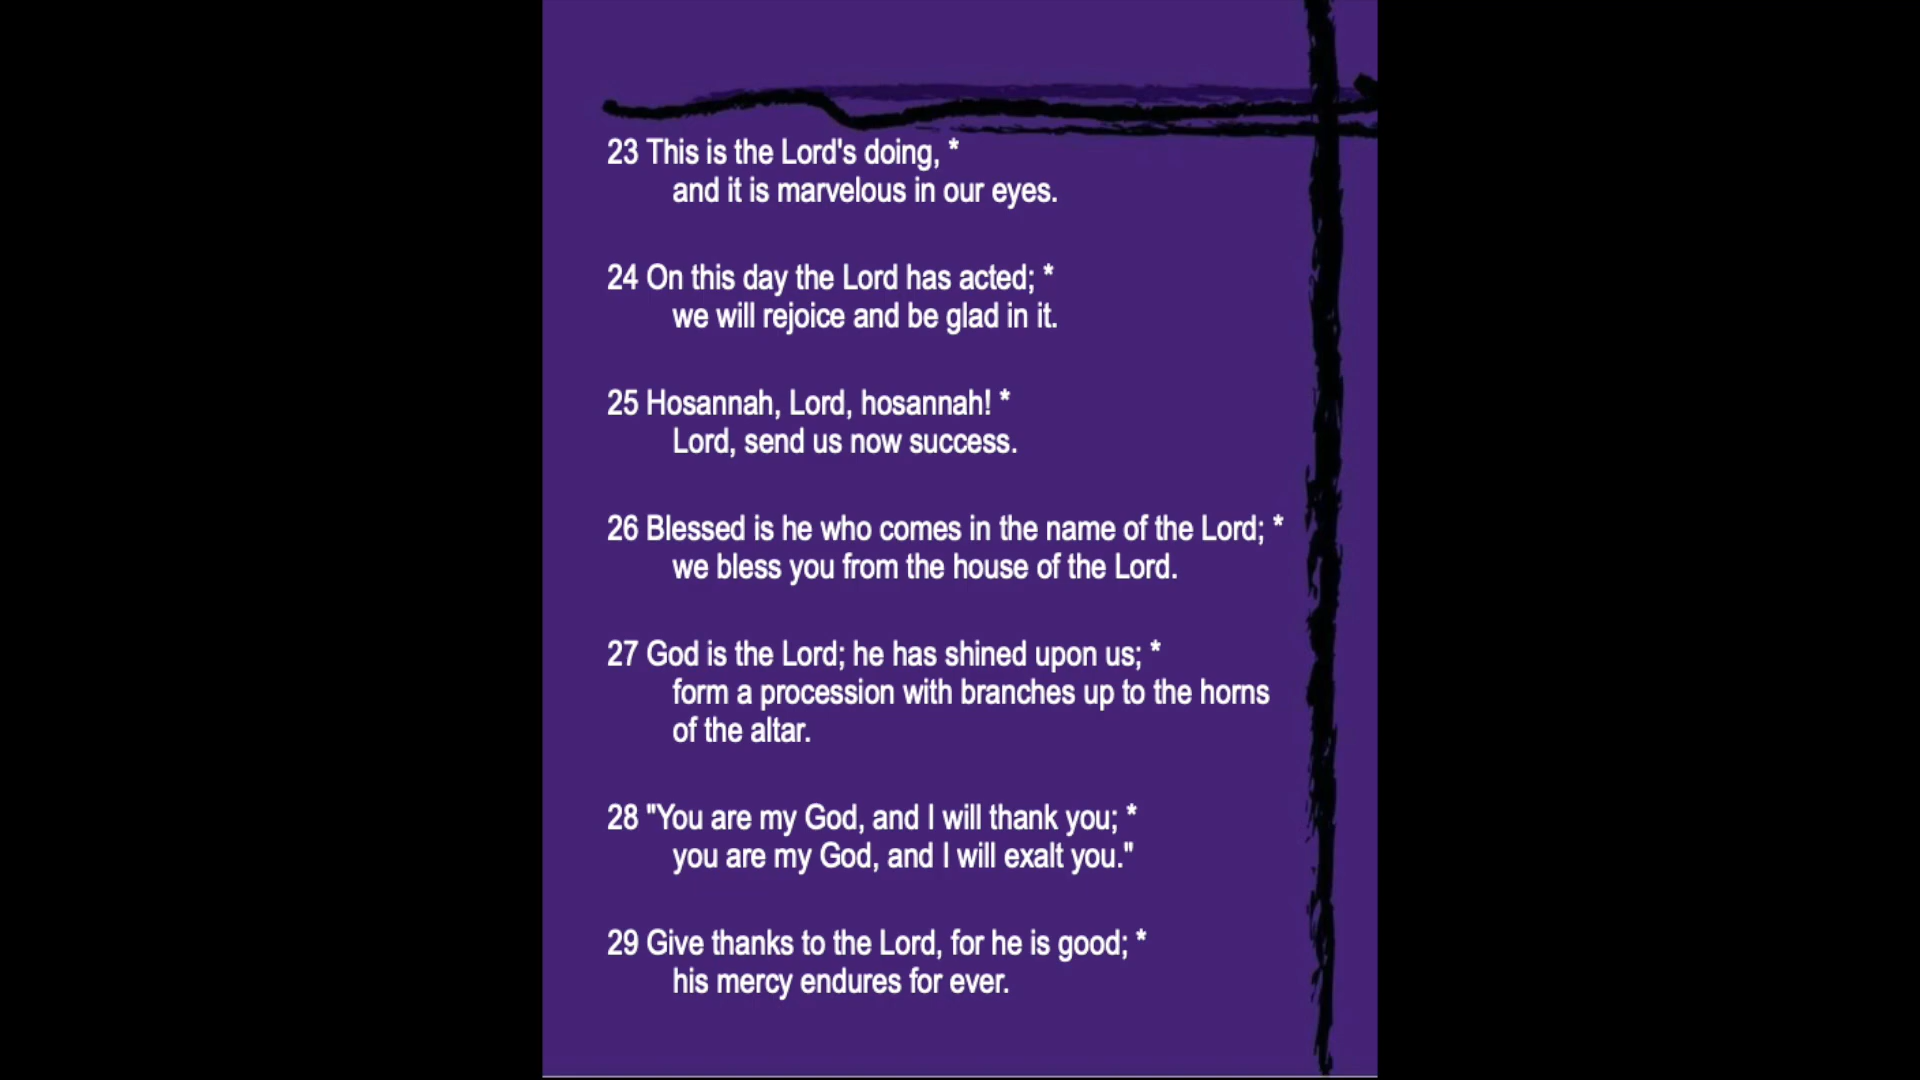 23 This is the Lord's doing, *
and it is marvelous in our eyes.
24 On this day the Lord has acted; *
we will rejoice and be glad in it.
25 Hosannah, Lord, hosannah! *
Lord, send us now success.
26 Blessed is he who comes in the name of the Lord; *
we bless you from the house of the Lord.
27 God is the Lord; he has shined upon us; *
form a procession with branches up to the horns
of the altar.
28 "You are my God, and I will thank you; *
you are my God, and I will exalt you."
29 Give thanks to the Lord, for he is good; *
his mercy endures for ever.